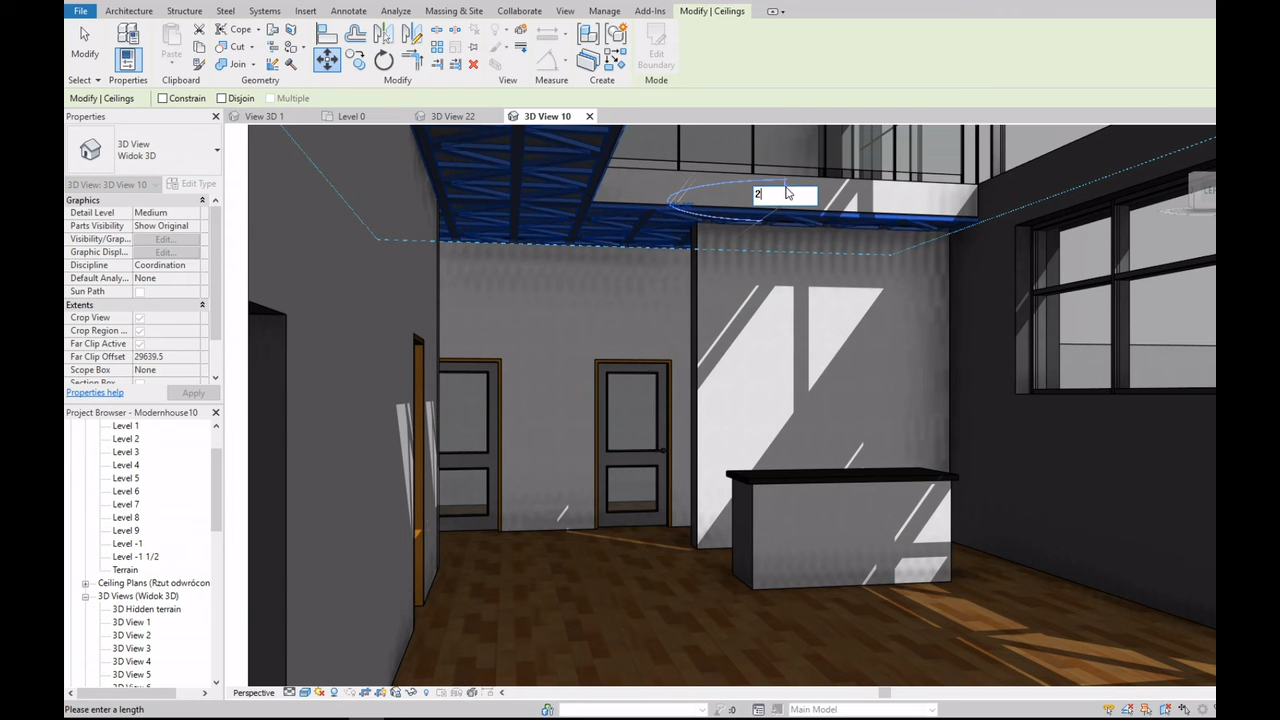 File Architecture Structure Steel Systems Insert Annotate Analyze Massing & Site Collaborate View Manage Add-Ins Modify | Ceilings
Modify Paste Cope Cut Join Edit Boundary
Select Properties Clipboard Geometry Modify View Measure Create Mode
Modify | Ceilings Constrain Disjoin Multiple
Properties View 3D 1 Level 0 3D View 22 3D View 10
3D View
Widok 3D
3D View: 3D View 10 Edit Type
Graphics
Detail Level Medium
Parts Visibility Show Original
Visibility/Grap... Edit...
Graphic Displ... Edit...
Discipline Coordination
Default Analy... None
Sun Path
Extents
Crop View
Crop Region ...
Far Clip Active
Far Clip Offset 29639.5
Scope Box None
Properties help Apply
2
Project Browser - Modernhouse10
Level 1
Level 2
Level 3
Level 4
Level 5
Level 6
Level 7
Level 8
Level 9
Level -1
Level -1 1/2
Terrain
Ceiling Plans (Rzut odwrócon
3D Views (Widok 3D)
3D Hidden terrain
3D View 1
3D View 2
3D View 3
3D View 4
3D View 5
Perspective
Please enter a length :0 Main Model